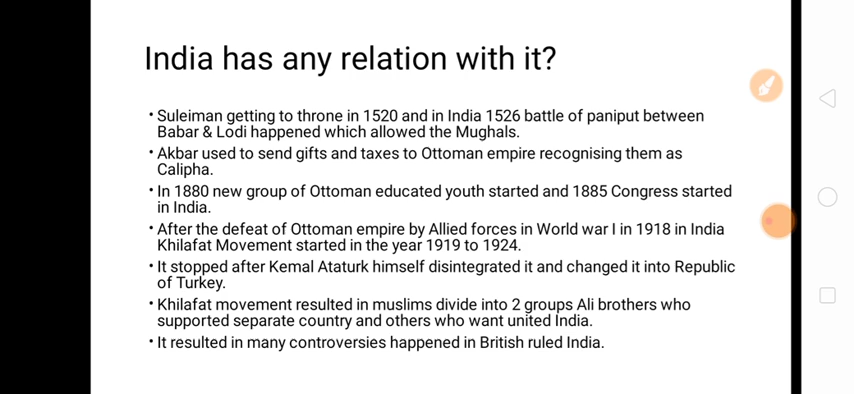 India has any relation with it?
• Suleiman getting to throne in 1520 and in India 1526 battle of paniput between
Babar & Lodi happened which allowed the Mughals.
• Akbar used to send gifts and taxes to Ottoman empire recognising them as
Calipha.
• In 1880 new group of Ottoman educated youth started and 1885 Congress started
in India.
• After the defeat of Ottoman empire by Allied forces in World war I in 1918 in India
Khilafat Movement started in the year 1919 to 1924.
• It stopped after Kemal Ataturk himself disintegrated it and changed it into Republic
of Turkey.
• Khilafat movement resulted in muslims divide into 2 groups Ali brothers who
supported separate country and others who want united India.
• It resulted in many controversies happened in British ruled India.